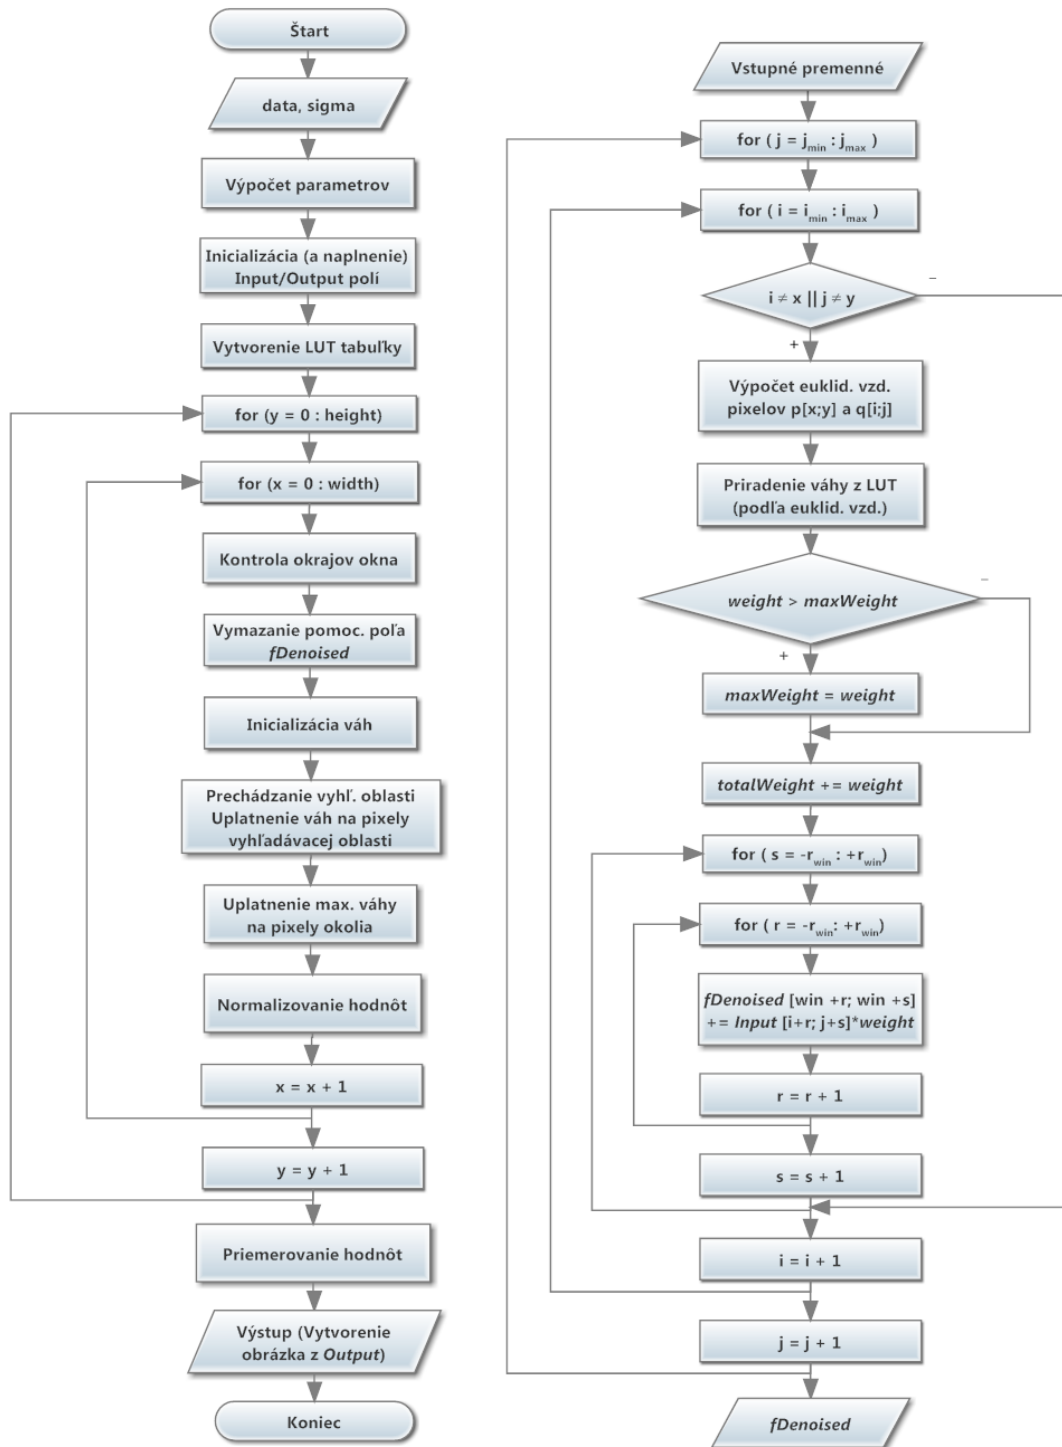 Štart
data, sigma
Výpočet parametrov
Inicializácia (a naplnenie)
Input/Output polí
Vytvorenie LUT tabuľky
for (y = 0 : height)
for (x = 0 : width)
Kontrola okrajov okna
Vymazanie pomoc. poľa
fDenoised
Inicializácia váh
Prechádzanie vyhľ. oblasti
Uplatnenie váh na pixely
vyhľadávacej oblasti
Uplatnenie max. váhy
na pixely okolia
Normalizovanie hodnôt
x = x + 1
y = y + 1
Priemerovanie hodnôt
Výstup (Vytvorenie
obrázka z Output)
Koniec
Vstupné premenné
for ( j = jmin : jmax )
for ( i = imin : imax )
i ≠ x || j ≠ y
–
+
Výpočet euklid. vzd.
pixelov p[x;y] a q[i;j]
Priradenie váhy z LUT
(podľa euklid. vzd.)
weight > maxWeight
–
+
maxWeight = weight
totalWeight += weight
for ( s = -rwin : +rwin)
for ( r = -rwin: +rwin)
fDenoised [win +r; win +s]
+= Input [i+r; j+s]*weight
r = r + 1
s = s + 1
i = i + 1
j = j + 1
fDenoised